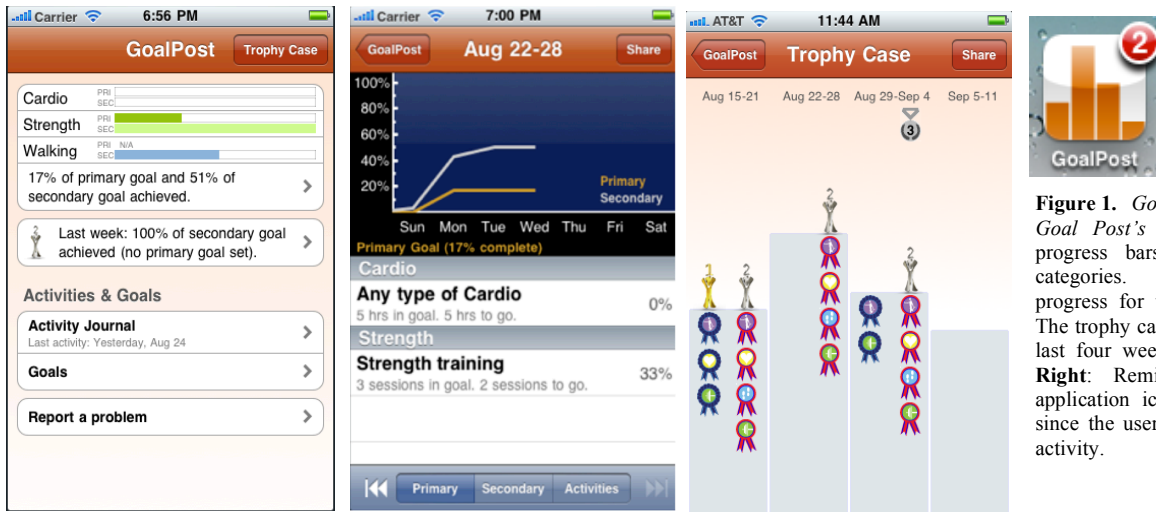 Carrier 6:56 PM
GoalPost Trophy Case
Cardio PRI
SEC
Strength PRI
SEC
Walking PRI N/A
SEC
17% of primary goal and 51% of
secondary goal achieved.
Last week: 100% of secondary goal
achieved (no primary goal set).
Activities & Goals
Activity Journal
Last activity: Yesterday, Aug 24
Goals
Report a problem
Carrier 7:00 PM
GoalPost Aug 22-28 Share
100%
80%
60%
40%
20%
Primary
Secondary
Sun Mon Tue Wed Thu Fri Sat
Primary Goal (17% complete)
Cardio
Any type of Cardio 0%
5 hrs in goal. 5 hrs to go.
Strength
Strength training 33%
3 sessions in goal. 2 sessions to go.
Primary Secondary Activities
AT&T 11:44 AM
GoalPost Trophy Case Share
Aug 15-21 Aug 22-28 Aug 29-Sep 4 Sep 5-11
3
2
1 2 2
2
GoalPost
Figure 1. Go
Goal Post's
progress bars
categories.
progress for
The trophy ca
last four wee
Right: Remi
application ic
since the user
activity.